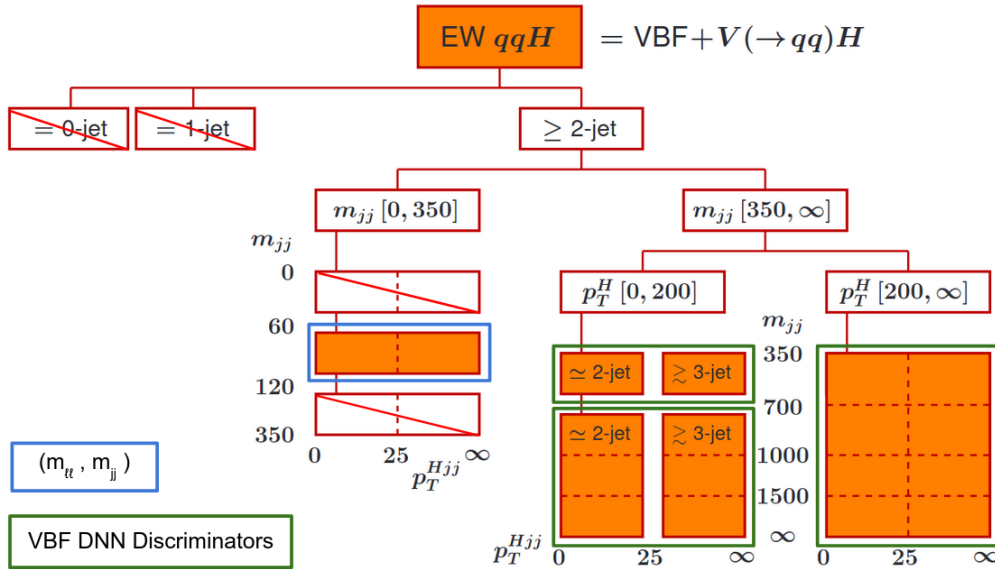 EW qqH = VBF+V(→qq)H
= 0-jet
= 1-jet
≥ 2-jet
m_jj [0, 350]
m_jj [350, ∞]
m_jj
0
60
120
350
0 25 ∞
p_T^Hjj
p_T^H [0, 200]
p_T^H [200, ∞]
m_jj
350
700
1000
1500
∞
≃ 2-jet
≳ 3-jet
≃ 2-jet
≳ 3-jet
p_T^Hjj 0 25 ∞
0 25 ∞
(m_ℓℓ , m_jj )
VBF DNN Discriminators